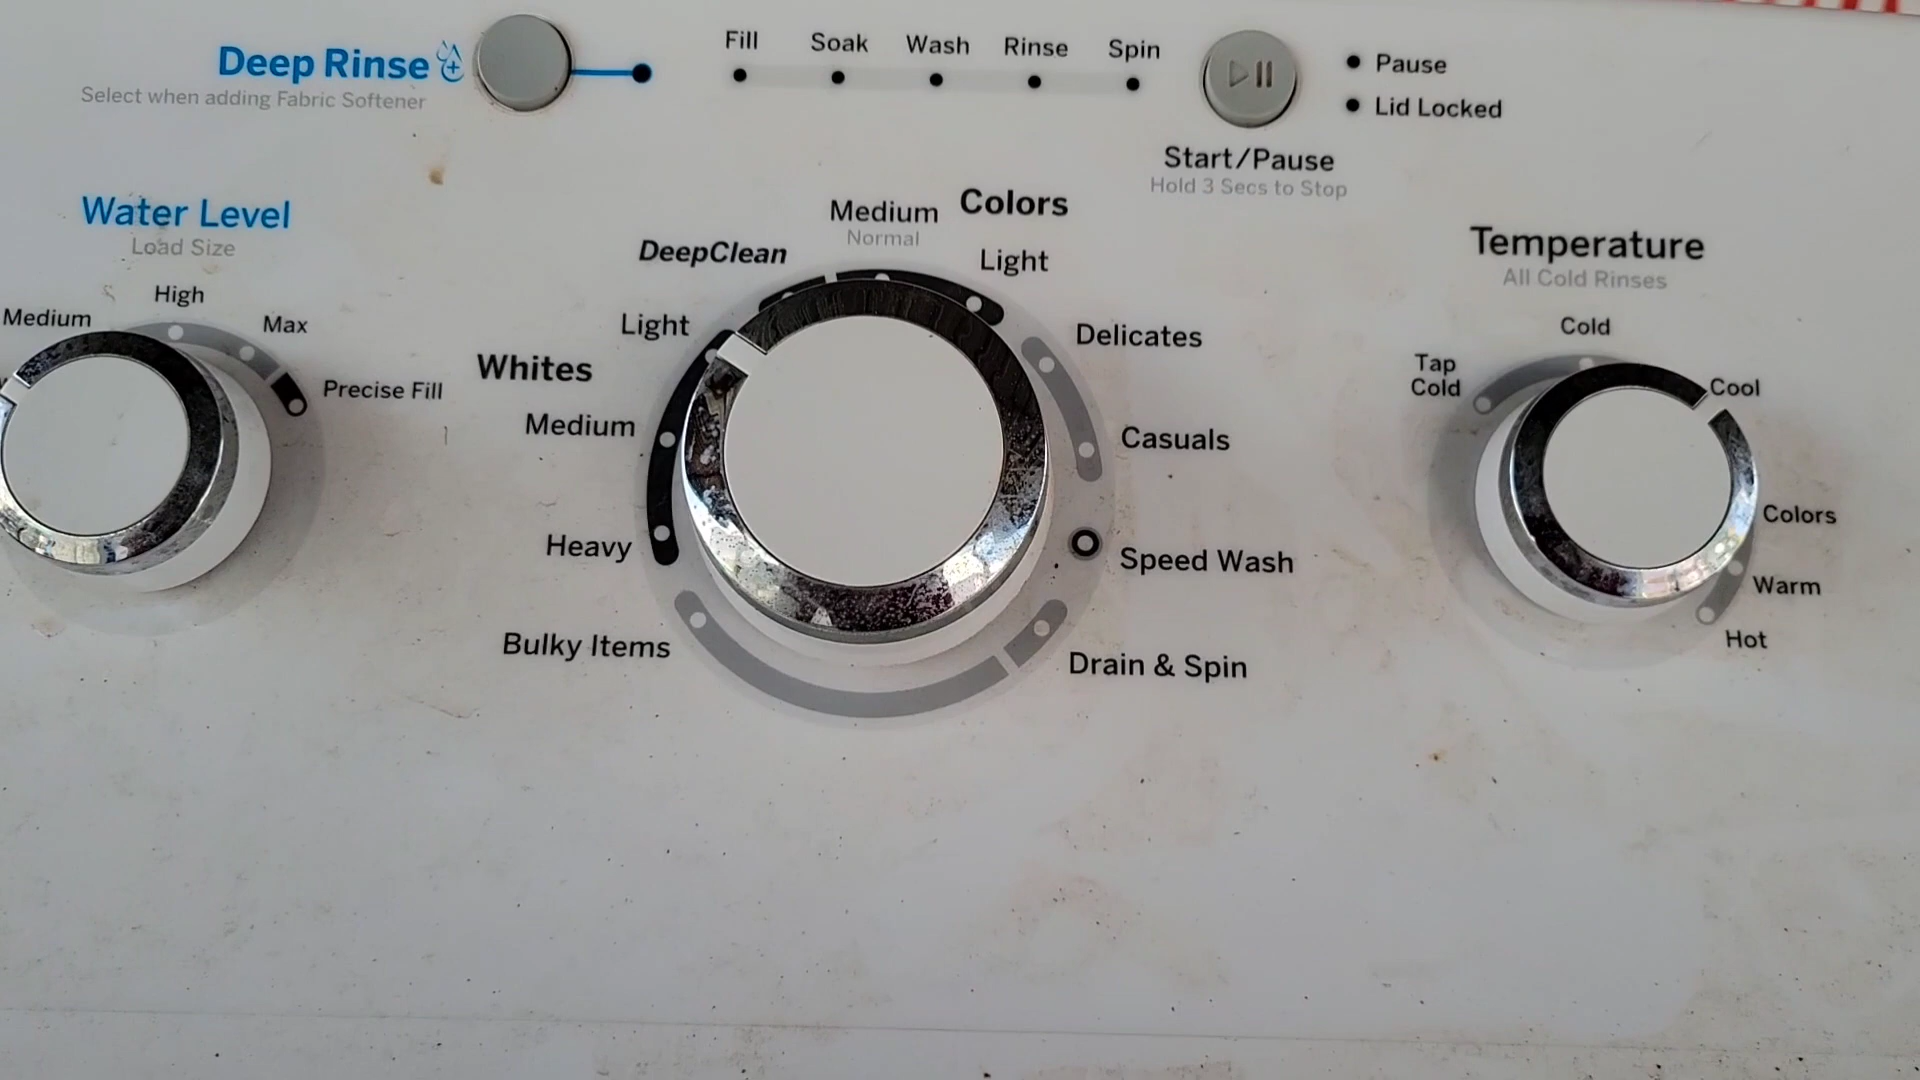 Deep Rinse
Select when adding Fabric Softener
Fill
Soak
Wash
Rinse
Spin
Pause
Lid Locked
Start/Pause
Hold 3 Secs to Stop
Water Level
Load Size
Medium
High
Max
Precise Fill
Whites
Light
Medium
Heavy
Bulky Items
DeepClean
Medium
Normal
Colors
Light
Delicates
Casuals
Speed Wash
Drain & Spin
Temperature
All Cold Rinses
Tap
Cold
Cold
Cool
Colors
Warm
Hot